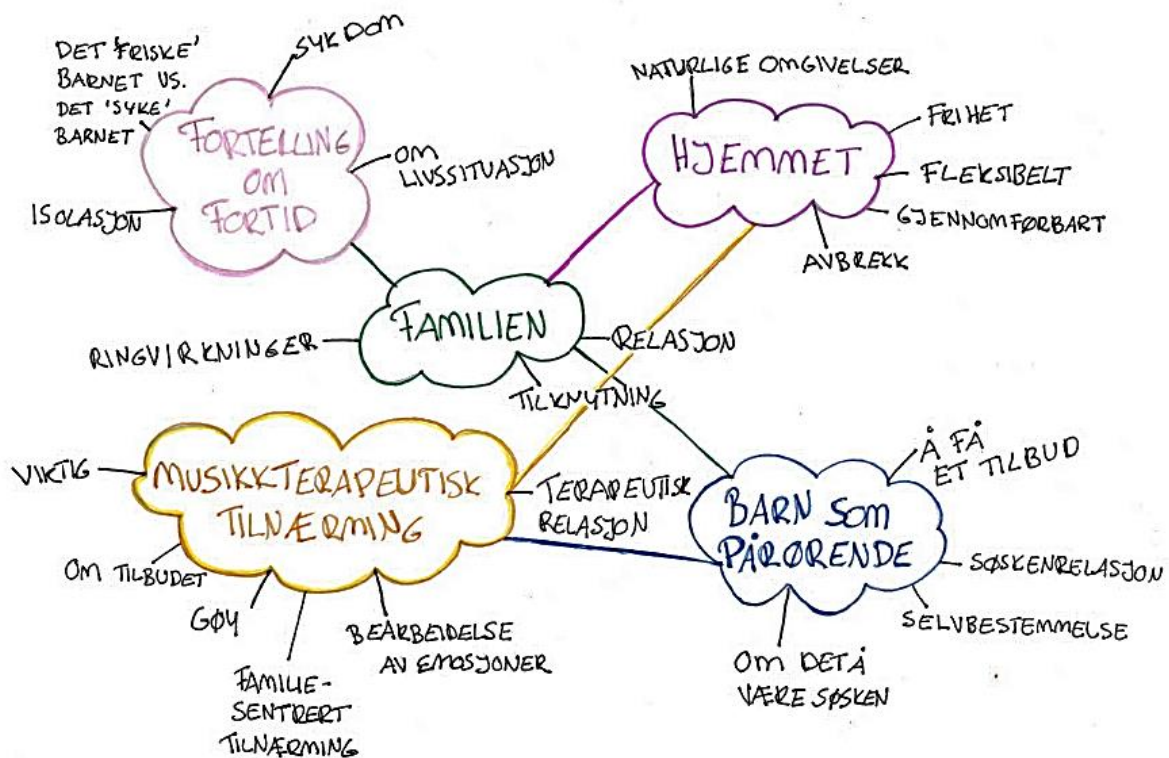 DET 'FRISKE'
BARNET VS.
DET 'SYKE'
BARNET
SYKDOM
FORTELLING
OM
FORTID
OM
LIVSSITUASJON
ISOLASJON
NATURLIGE OMGIVELSER
HJEMMET
FRIHET
FLEKSIBELT
GJENNOMFØRBART
AVBREKK
FAMILIEN
RINGVIRKNINGER
RELASJON
TILKNYTNING
MUSIKKTERAPEUTISK
TILNÆRMING
VIKTIG
TERAPEUTISK
RELASJON
OM TILBUDET
GØY
FAMILIE-
SENTRERT
TILNÆRMING
BEARBEIDELSE
AV EMOSJONER
BARN SOM
PÅRØRENDE
Å FÅ
ET TILBUD
SØSKENRELASJON
SELVBESTEMMELSE
OM DET Å
VÆRE SØSKEN